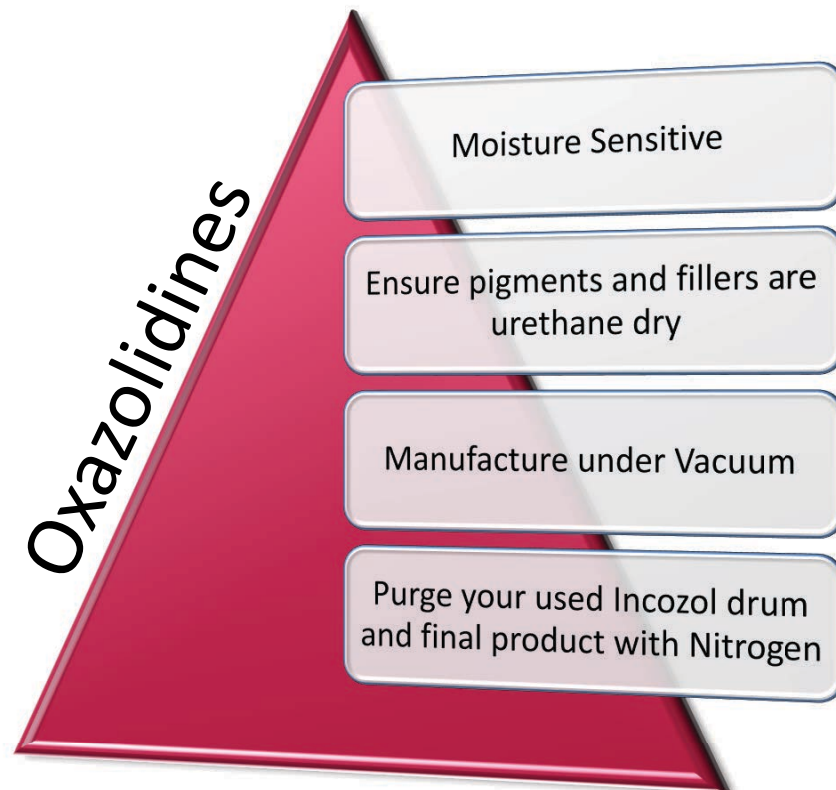 Oxazolidines
Moisture Sensitive
Ensure pigments and fillers are
urethane dry
Manufacture under Vacuum
Purge your used Incozol drum
and final product with Nitrogen